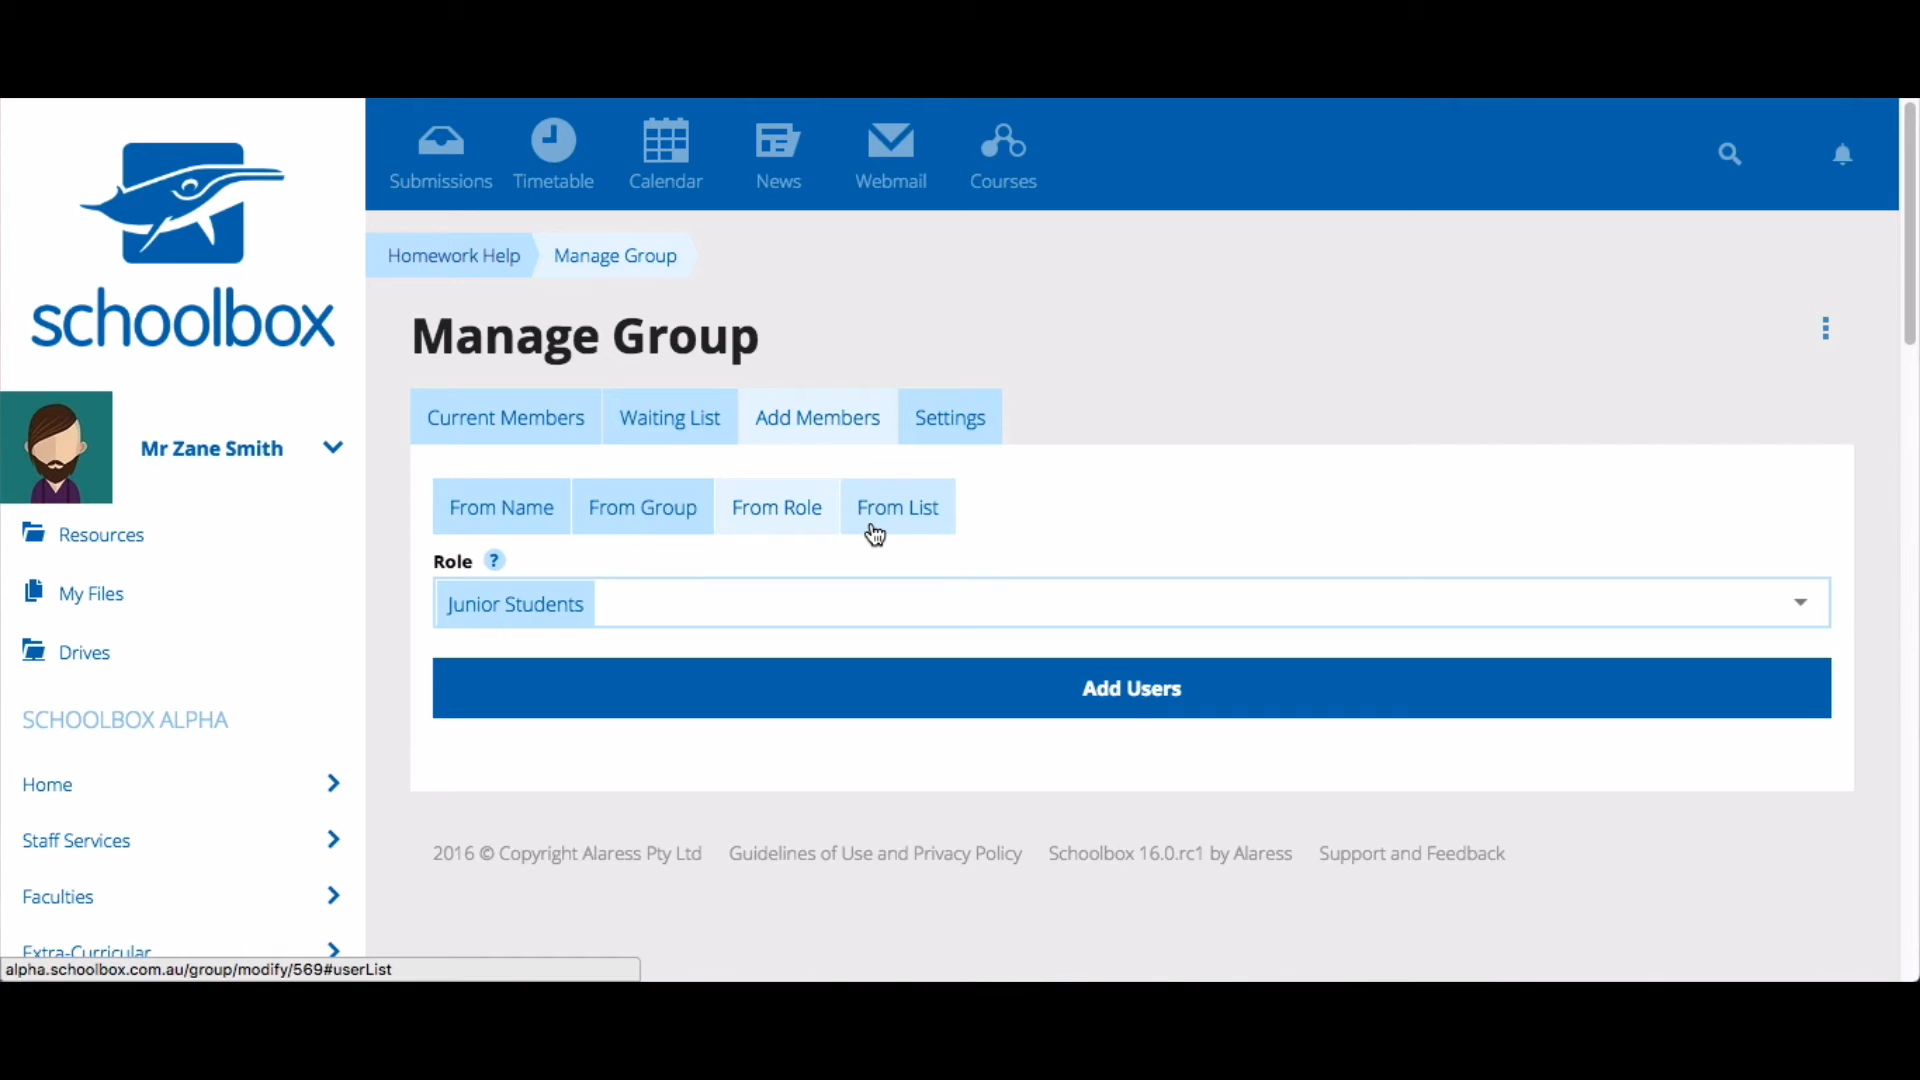 Submissions
Timetable
Calendar
News
Webmail
Courses
schoolbox
Homework Help
Manage Group
Manage Group
Mr Zane Smith
Current Members
Waiting List
Add Members
Settings
From Name
From Group
From Role
From List
Resources
My Files
Drives
Role ?
Junior Students
Add Users
SCHOOLBOX ALPHA
Home
Staff Services
Faculties
Extra-Curricular
2016 © Copyright Alaress Pty Ltd
Guidelines of Use and Privacy Policy
Schoolbox 16.0.rc1 by Alaress
Support and Feedback
alpha.schoolbox.com.au/group/modify/569#userList